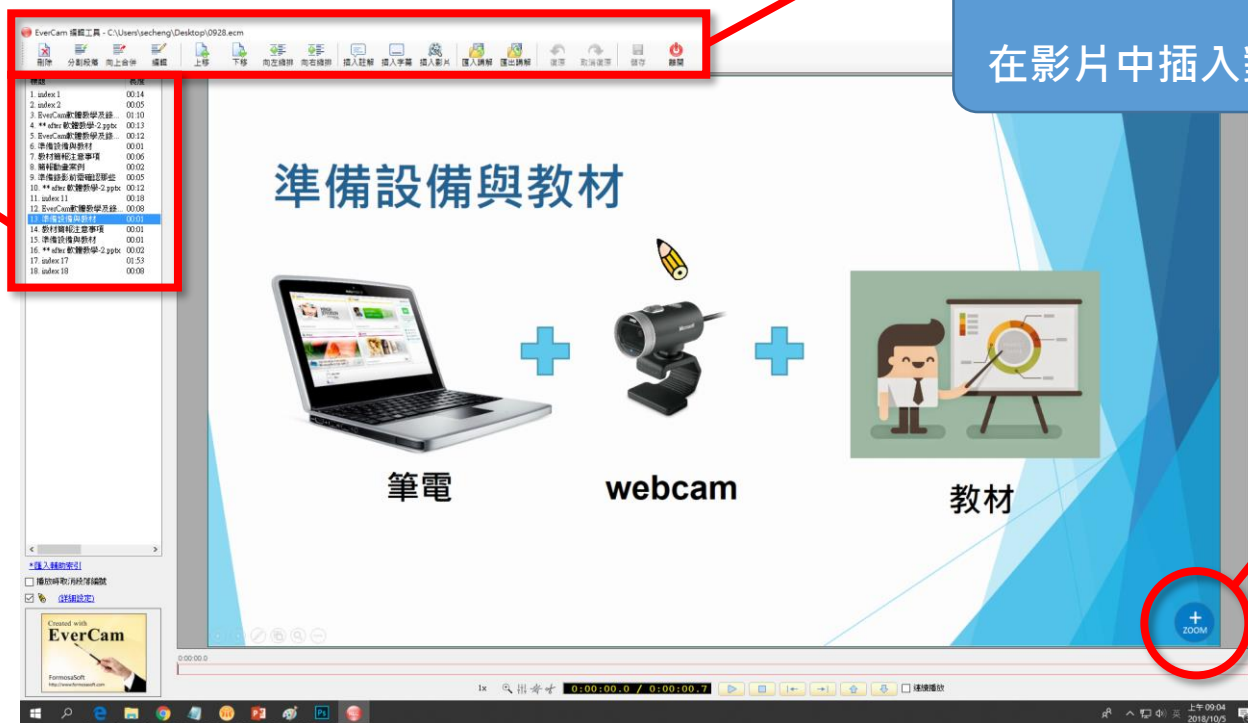 在影片中插入
EverCam 編輯工具 - C:\Users\secheng\Desktop\0928.ecm
刪除 分割段落 向上合併 編輯 上移 下移 向左縮排 向右縮排 插入註解 插入字幕 插入影片 匯入講解 匯出講解 復原 取消復原 儲存 離開
標題 長度
1. index 1 00:14
2. index 2 00:05
3. EverCam軟體教學及錄... 01:10
4. ** after 軟體教學-2.pptx 00:13
5. EverCam軟體教學及錄... 00:12
6. 準備設備與教材 00:01
7. 教材簡報注意事項 00:06
8. 簡報動畫案例 00:02
9. 準備錄影前需確認那些 00:05
10. ** after 軟體教學-2.pptx 00:12
11. index 11 00:18
12. EverCam軟體教學及錄... 00:08
13. 準備設備與教材 00:01
14. 教材簡報注意事項 00:01
15. 準備設備與教材 00:01
16. ** after 軟體教學-2.pptx 00:02
17. index 17 01:53
18. index 18 00:08
準備設備與教材
Microsoft
筆電 webcam 教材
*匯入輔助索引
播放時取消段落編號
(詳細設定)
Created with
EverCam
FormosaSoft
http://www.formosasoft.com
ZOOM
0:00:00.0
1x 0:00:00.0 / 0:00:00.7 連續播放
英 上午 09:04
2018/10/5